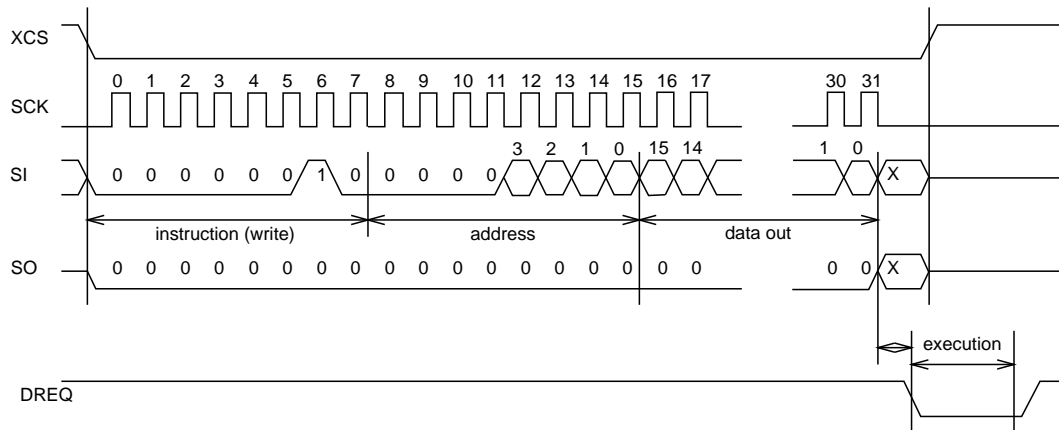 XCS
0 1 2 3 4 5 6 7 8 9 10 11 12 13 14 15 16 17 30 31
SCK
3 2 1 0 15 14 1 0
SI 0 0 0 0 0 0 1 0 0 0 0 0 X
instruction (write) address data out
SO 0 0 0 0 0 0 0 0 0 0 0 0 0 0 0 0 0 0 0 0 X
execution
DREQ